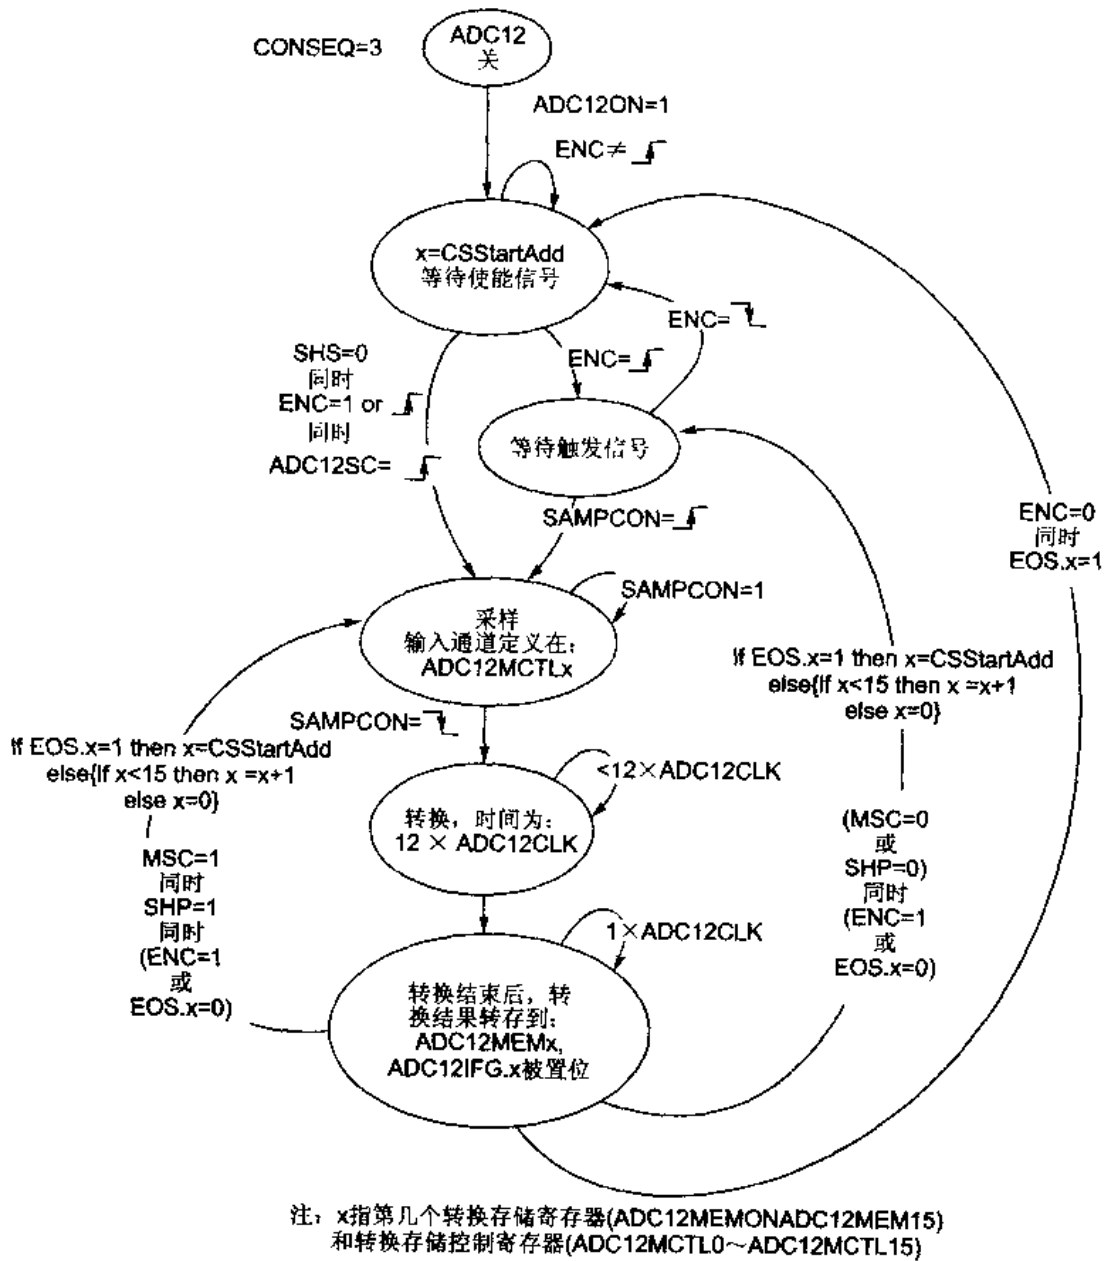 CONSEQ=3
ADC12
关
ADC12ON=1
ENC≠
x=CSStartAdd
等待使能信号
ENC=
SHS=0
同时
ENC=1 or
同时
ADC12SC=
ENC=
等待触发信号
SAMPCON=
ENC=0
同时
EOS.x=1
SAMPCON=1
采样
输入通道定义在:
ADC12MCTLx
If EOS.x=1 then x=CSStartAdd
else{If x<15 then x =x+1
else x=0}
SAMPCON=
If EOS.x=1 then x=CSStartAdd
else{If x<15 then x =x+1
else x=0}
<12×ADC12CLK
转换，时间为:
12 × ADC12CLK
(MSC=0
或
SHP=0)
同时
(ENC=1
或
EOS.x=0)
MSC=1
同时
SHP=1
同时
(ENC=1
或
EOS.x=0)
1×ADC12CLK
转换结束后，转
换结果转存到:
ADC12MEMx,
ADC12IFG.x被置位
注：x指第几个转换存储寄存器(ADC12MEMONADC12MEM15)
和转换存储控制寄存器(ADC12MCTL0～ADC12MCTL15)